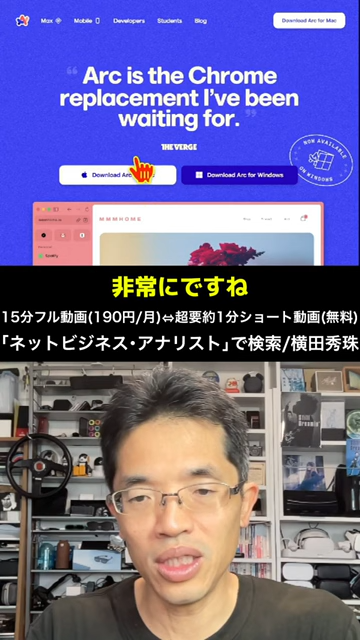 Max
Mobile
Developers
Students
Blog
Download Arc for Mac
“ Arc is the Chrome
replacement I've been
waiting for. ”
THE VERGE
NOW AVAILABLE
ON WINDOWS
Download Arc
Download Arc for Windows
非常にですね
15分フル動画(190円/月)⇔超要約1分ショート動画(無料)
「ネットビジネス・アナリスト」で検索/横田秀珠